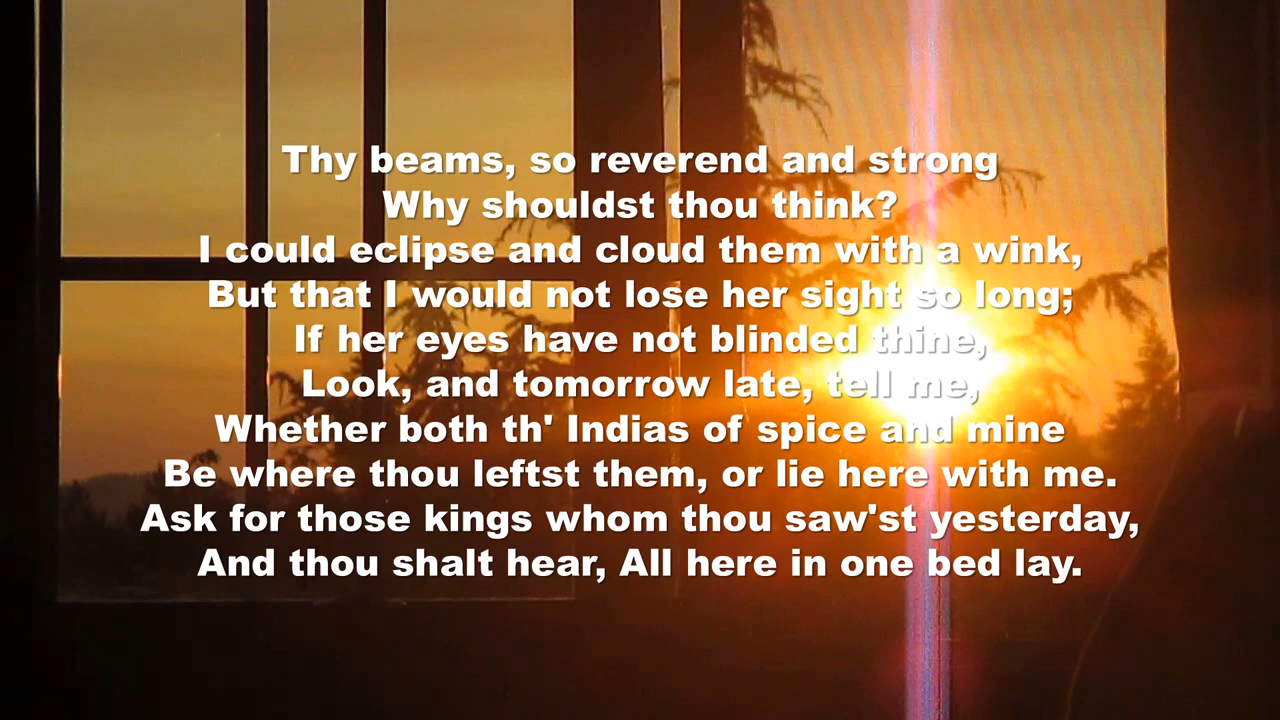 Thy beams, so reverend and strong
Why shouldst thou think?
I could eclipse and cloud them with a wink,
But that I would not lose her sight so long;
If her eyes have not blinded thine,
Look, and tomorrow late, tell me,
Whether both th' Indias of spice and mine
Be where thou leftst them, or lie here with me.
Ask for those kings whom thou saw'st yesterday,
And thou shalt hear, All here in one bed lay.